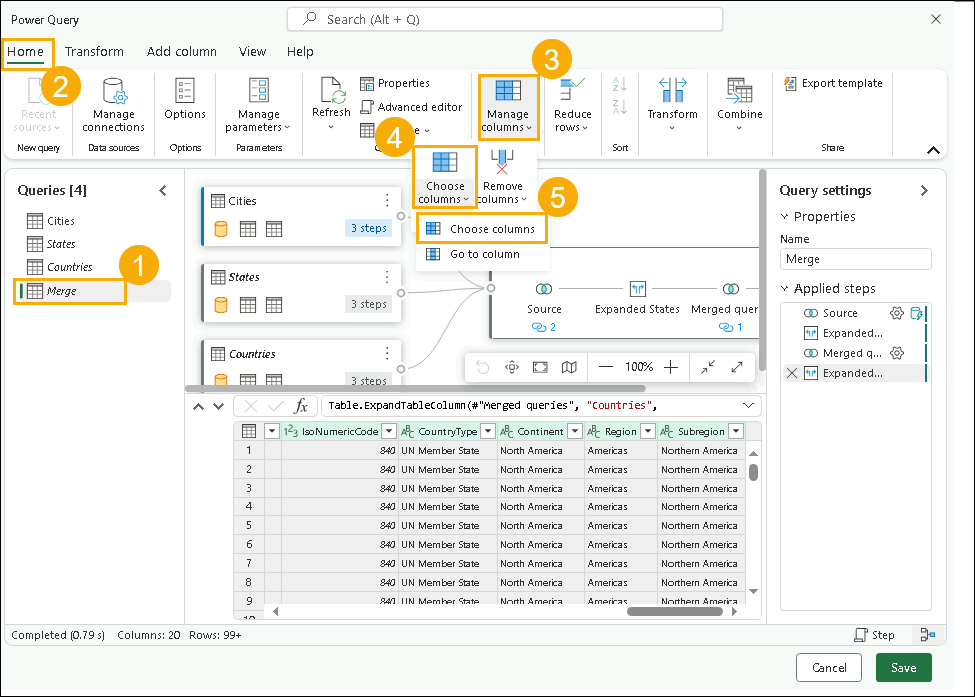 Power Query
Search (Alt + Q)
Home Transform Add column View Help
3
2
Recent sources
New query
Manage connections
Data sources
Options
Options
Manage parameters
Parameters
Refresh
Properties
Advanced editor
Manage columns
Reduce rows
Sort
Transform
Combine
Export template
Share
4
Choose columns
Remove columns
5
Choose columns
Go to column
Queries [4]
Cities
States
Countries
1
Merge
Cities
3 steps
States
3 steps
Countries
3 steps
Source
2
Expanded States
Merged quer
1
100%
Query settings
Properties
Name
Merge
Applied steps
Source
Expanded...
Merged q...
Expanded...
fx
Table.ExpandTableColumn(#"Merged queries", "Countries",
1²3 IsoNumericCode ABC CountryType ABC Continent ABC Region ABC Subregion
1 840 UN Member State North America Americas Northern America
2 840 UN Member State North America Americas Northern America
3 840 UN Member State North America Americas Northern America
4 840 UN Member State North America Americas Northern America
5 840 UN Member State North America Americas Northern America
6 840 UN Member State North America Americas Northern America
7 840 UN Member State North America Americas Northern America
8 840 UN Member State North America Americas Northern America
9 840 UN Member State North America Americas Northern America
10
Completed (0.79 s) Columns: 20 Rows: 99+
Step
Cancel Save